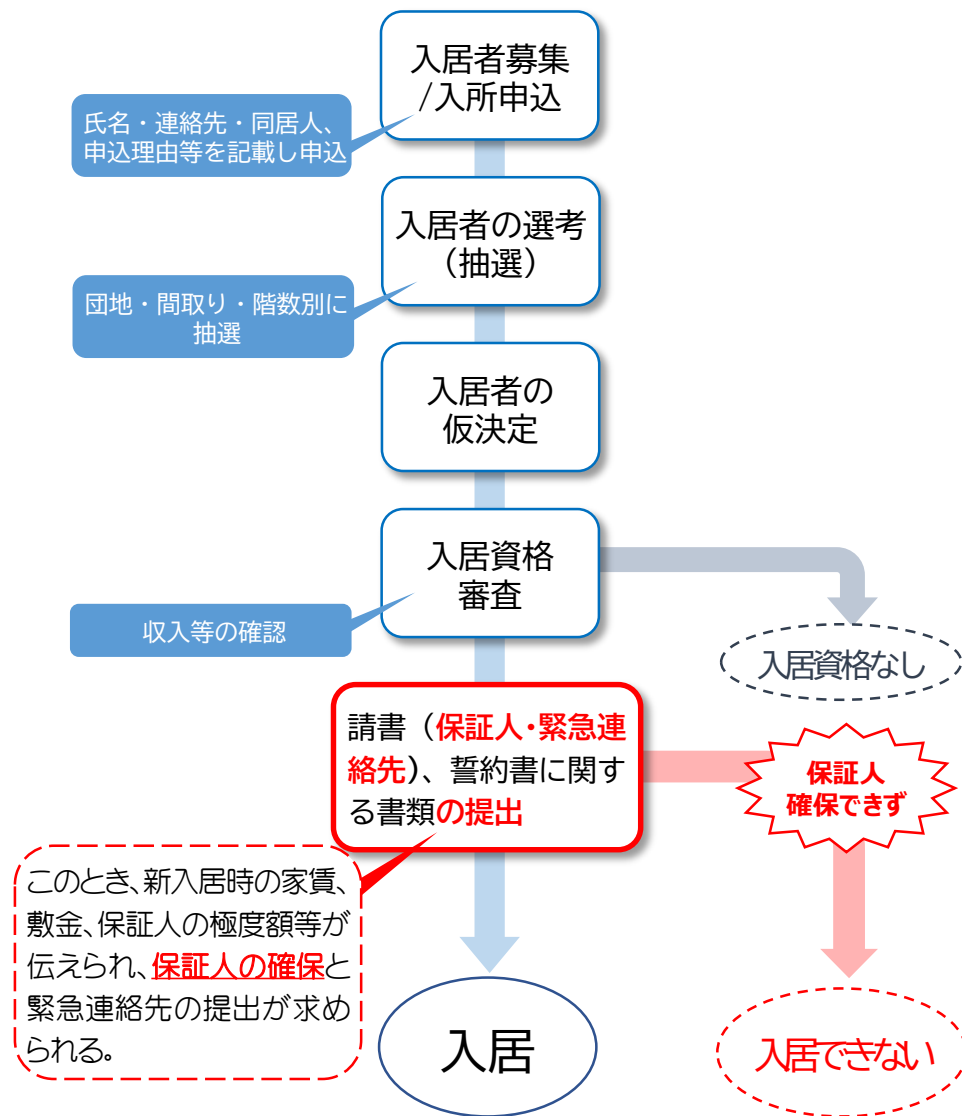 入居者募集
/入所申込
氏名・連絡先・同居人、
申込理由等を記載し申込
入居者の選考
（抽選）
団地・間取り・階数別に
抽選
入居者の
仮決定
入居資格
審査
収入等の確認
入居資格なし
請書（保証人・緊急連
絡先）、誓約書に関す
る書類の提出
保証人
確保できず
このとき、新入居時の家賃、
敷金、保証人の極度額等が
伝えられ、保証人の確保と
緊急連絡先の提出が求め
られる。
入居
入居できない